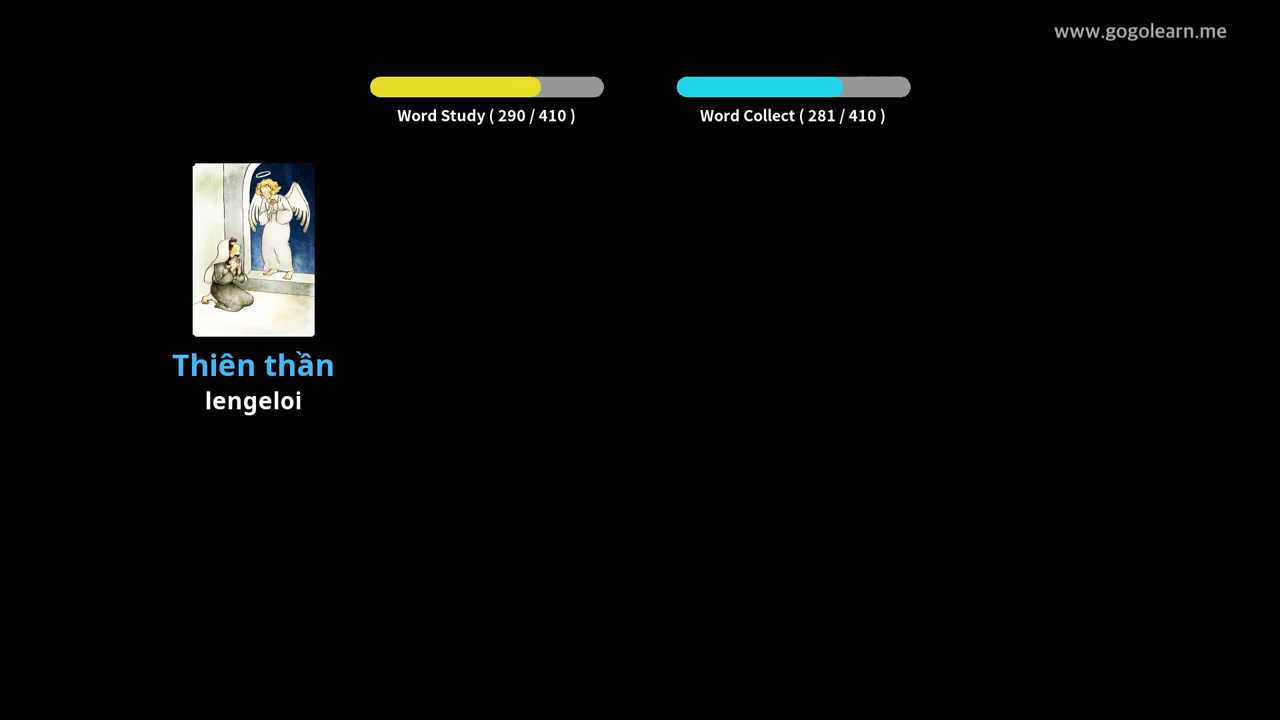 www.gogolearn.me
Word Study ( 290 / 410 )
Word Collect ( 281 / 410 )
Thiên thần
lengeloi